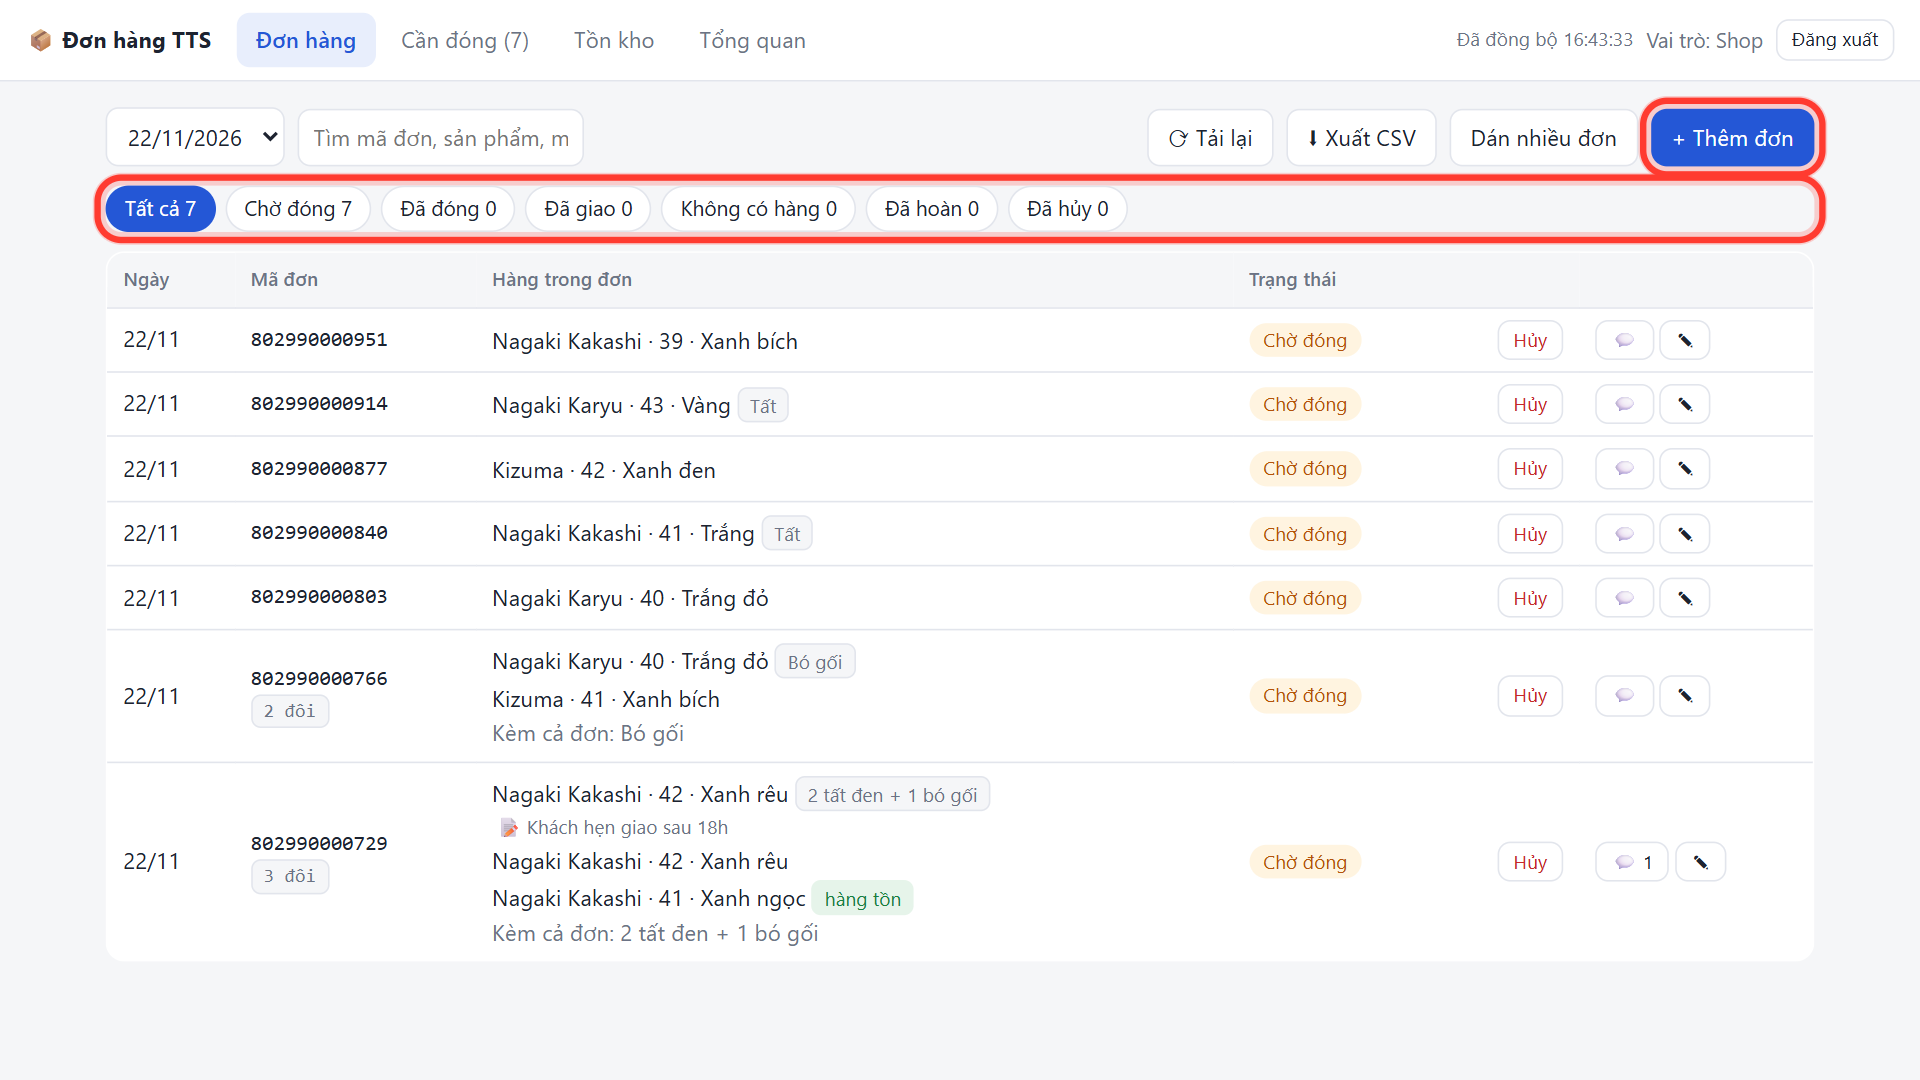 Đơn hàng TTS
Đơn hàng
Cần đóng (7)
Tồn kho
Tổng quan
Đã đồng bộ 16:43:33
Vai trò: Shop
Đăng xuất
22/11/2026
Tìm mã đơn, sản phẩm, m
⟳ Tải lại
⬇ Xuất CSV
Dán nhiều đơn
+ Thêm đơn
Tất cả 7
Chờ đóng 7
Đã đóng 0
Đã giao 0
Không có hàng 0
Đã hoàn 0
Đã hủy 0
Ngày Mã đơn Hàng trong đơn Trạng thái
22/11 802990000951 Nagaki Kakashi · 39 · Xanh bích Chờ đóng Hủy
22/11 802990000914 Nagaki Karyu · 43 · Vàng Tất Chờ đóng Hủy
22/11 802990000877 Kizuma · 42 · Xanh đen Chờ đóng Hủy
22/11 802990000840 Nagaki Kakashi · 41 · Trắng Tất Chờ đóng Hủy
22/11 802990000803 Nagaki Karyu · 40 · Trắng đỏ Chờ đóng Hủy
22/11 802990000766 2 đôi
Nagaki Karyu · 40 · Trắng đỏ Bó gối
Kizuma · 41 · Xanh bích
Kèm cả đơn: Bó gối
Chờ đóng Hủy
22/11 802990000729 3 đôi
Nagaki Kakashi · 42 · Xanh rêu 2 tất đen + 1 bó gối
Khách hẹn giao sau 18h
Nagaki Kakashi · 42 · Xanh rêu
Nagaki Kakashi · 41 · Xanh ngọc hàng tồn
Kèm cả đơn: 2 tất đen + 1 bó gối
Chờ đóng Hủy 1